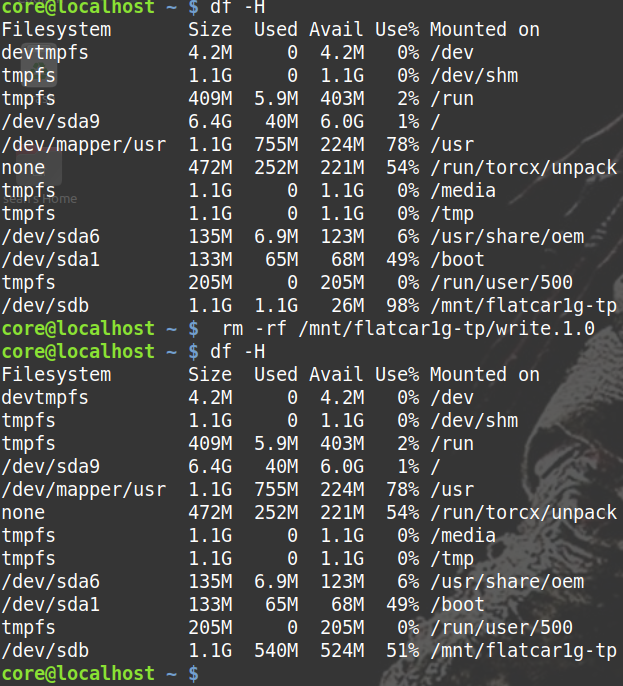 core@localhost ~ $ df -H
Filesystem       Size  Used Avail Use% Mounted on
devtmpfs         4.2M     0  4.2M   0% /dev
tmpfs            1.1G     0  1.1G   0% /dev/shm
tmpfs            409M  5.9M  403M   2% /run
/dev/sda9        6.4G   40M  6.0G   1% /
/dev/mapper/usr  1.1G  755M  224M  78% /usr
none             472M  252M  221M  54% /run/torcx/unpack
tmpfs            1.1G     0  1.1G   0% /media
sean's Home
tmpfs            1.1G     0  1.1G   0% /tmp
/dev/sda6        135M  6.9M  123M   6% /usr/share/oem
/dev/sda1        133M   65M   68M  49% /boot
tmpfs            205M     0  205M   0% /run/user/500
/dev/sdb         1.1G  1.1G   26M  98% /mnt/flatcar1g-tp
core@localhost ~ $  rm -rf /mnt/flatcar1g-tp/write.1.0
core@localhost ~ $ df -H
Filesystem       Size  Used Avail Use% Mounted on
devtmpfs         4.2M     0  4.2M   0% /dev
tmpfs            1.1G     0  1.1G   0% /dev/shm
tmpfs            409M  5.9M  403M   2% /run
/dev/sda9        6.4G   40M  6.0G   1% /
/dev/mapper/usr  1.1G  755M  224M  78% /usr
none             472M  252M  221M  54% /run/torcx/unpack
tmpfs            1.1G     0  1.1G   0% /media
tmpfs            1.1G     0  1.1G   0% /tmp
/dev/sda6        135M  6.9M  123M   6% /usr/share/oem
/dev/sda1        133M   65M   68M  49% /boot
tmpfs            205M     0  205M   0% /run/user/500
/dev/sdb         1.1G  540M  524M  51% /mnt/flatcar1g-tp
core@localhost ~ $